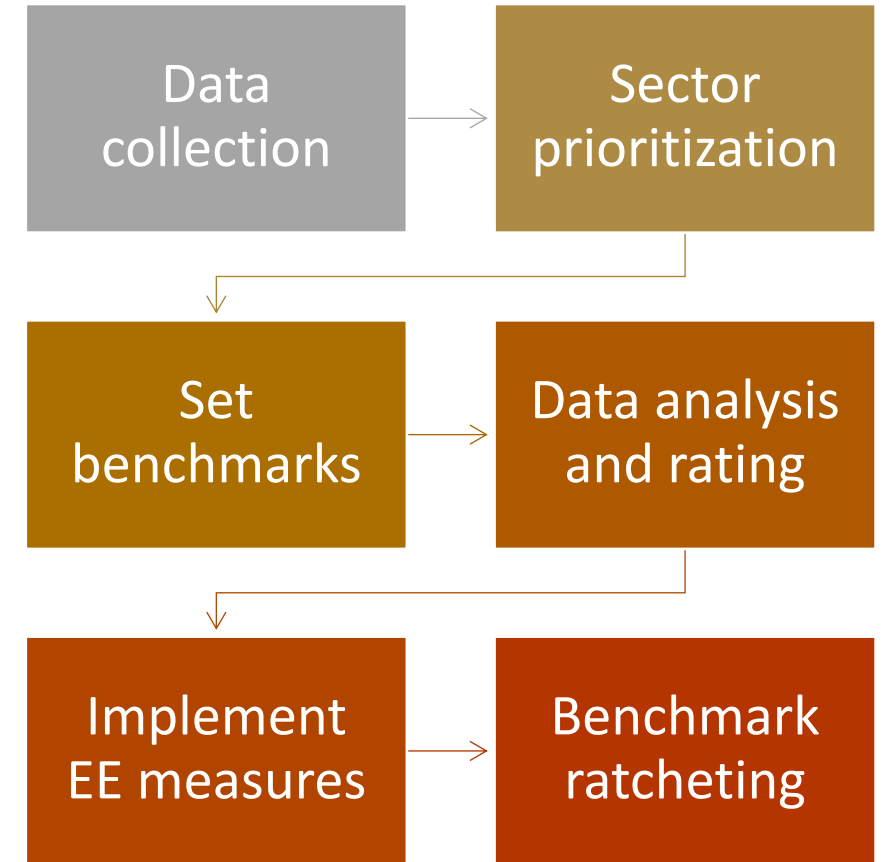 Data
collection
Sector
prioritization
Set
benchmarks
Data analysis
and rating
Implement
EE measures
Benchmark
ratcheting